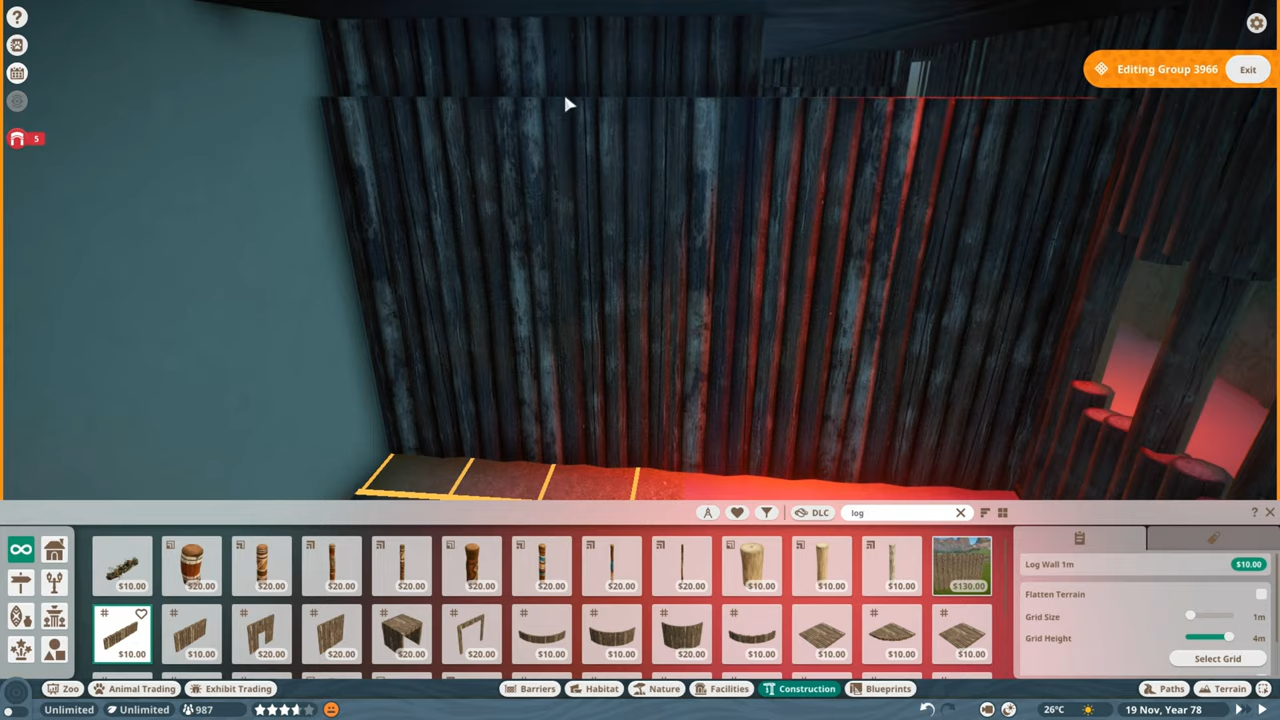 ?
Editing Group 3966 Exit
5
DLC log ?
$10.00 $20.00 $20.00 $20.00 $20.00 $20.00 $20.00 $20.00 $20.00 $10.00 $10.00 $10.00 $130.00
Log Wall 1m $10.00
Flatten Terrain
$10.00 $10.00 $20.00 $20.00 $20.00 $20.00 $10.00 $10.00 $20.00 $10.00 $10.00 $10.00 $10.00
Grid Size 1m
Grid Height 4m
Select Grid
Zoo Animal Trading Exhibit Trading Barriers Habitat Nature Facilities Construction Blueprints Paths Terrain
Unlimited Unlimited 987 26°C 19 Nov, Year 78